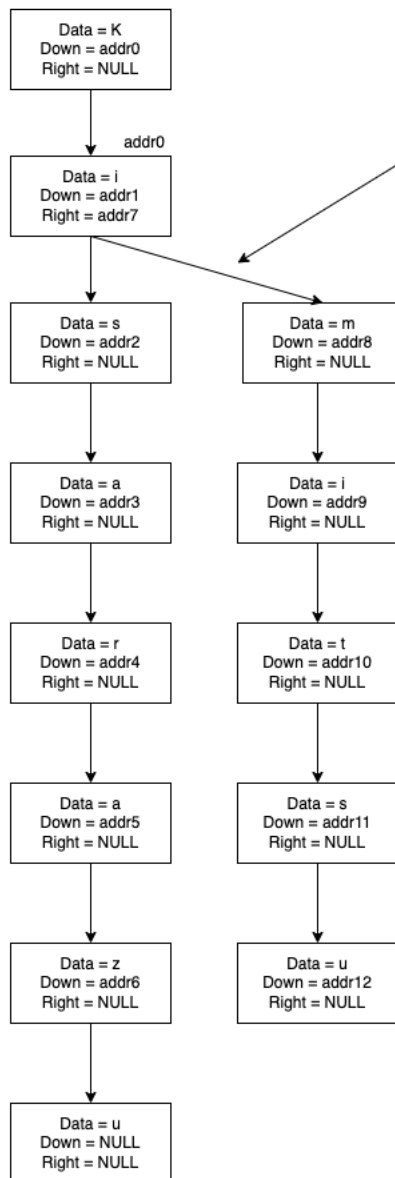 Data = K
Down = addr0
Right = NULL
addr0
Data = i
Down = addr1
Right = addr7
Data = s
Down = addr2
Right = NULL
Data = m
Down = addr8
Right = NULL
Data = a
Down = addr3
Right = NULL
Data = i
Down = addr9
Right = NULL
Data = r
Down = addr4
Right = NULL
Data = t
Down = addr10
Right = NULL
Data = a
Down = addr5
Right = NULL
Data = s
Down = addr11
Right = NULL
Data = z
Down = addr6
Right = NULL
Data = u
Down = addr12
Right = NULL
Data = u
Down = NULL
Right = NULL